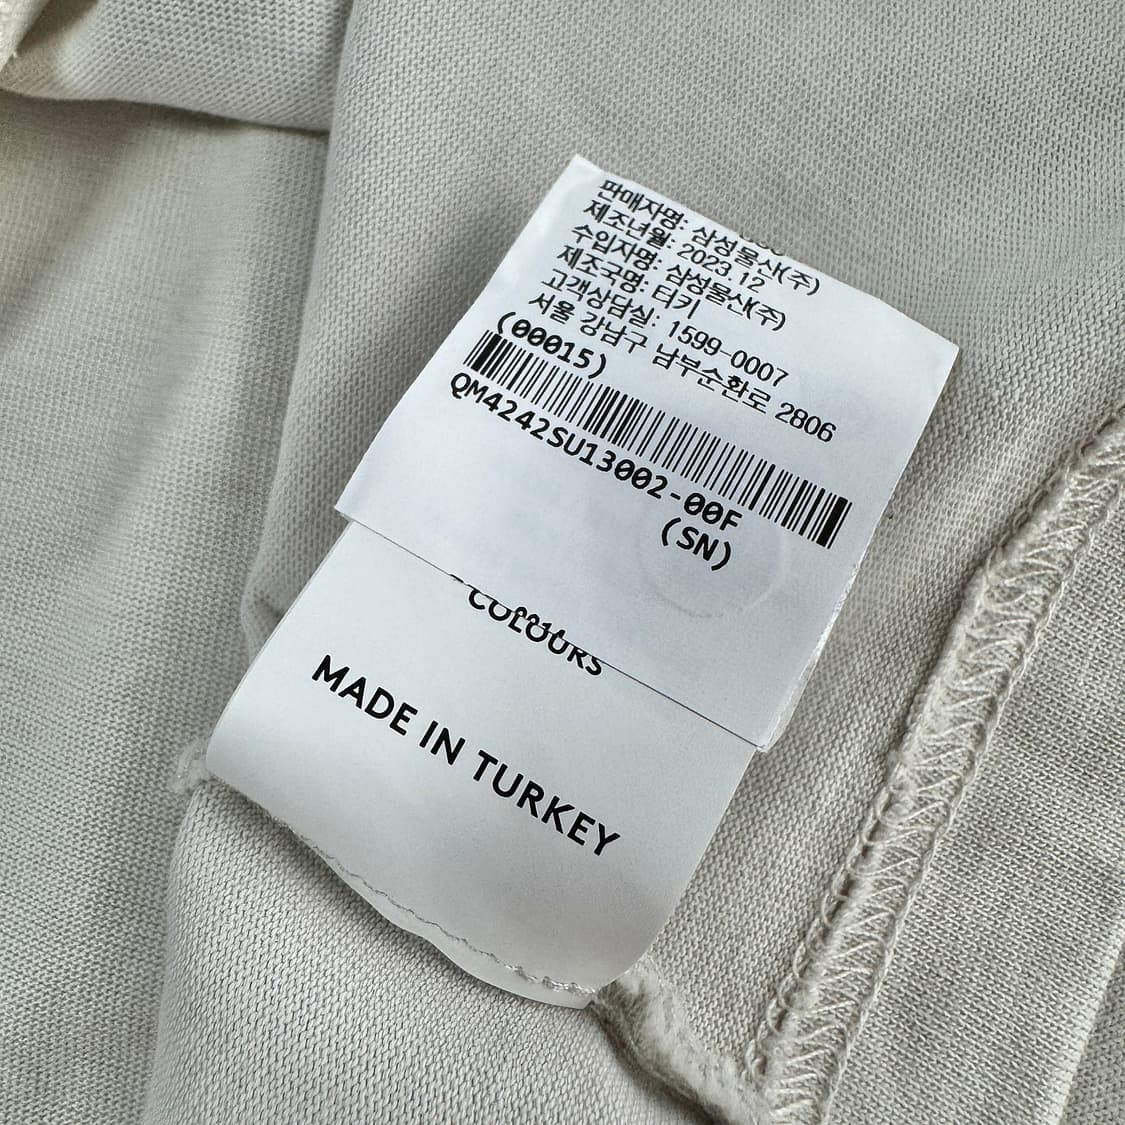 판매자명: 삼성물산(주)
제조년월: 2023.12
수입자명: 삼성물산(주)
제조국명: 터키
고객상담실: 1599-0007
서울 강남구 남부순환로 2806
(00015)
QM4242SU13002-00F
(SN)
COLOURS
MADE IN TURKEY